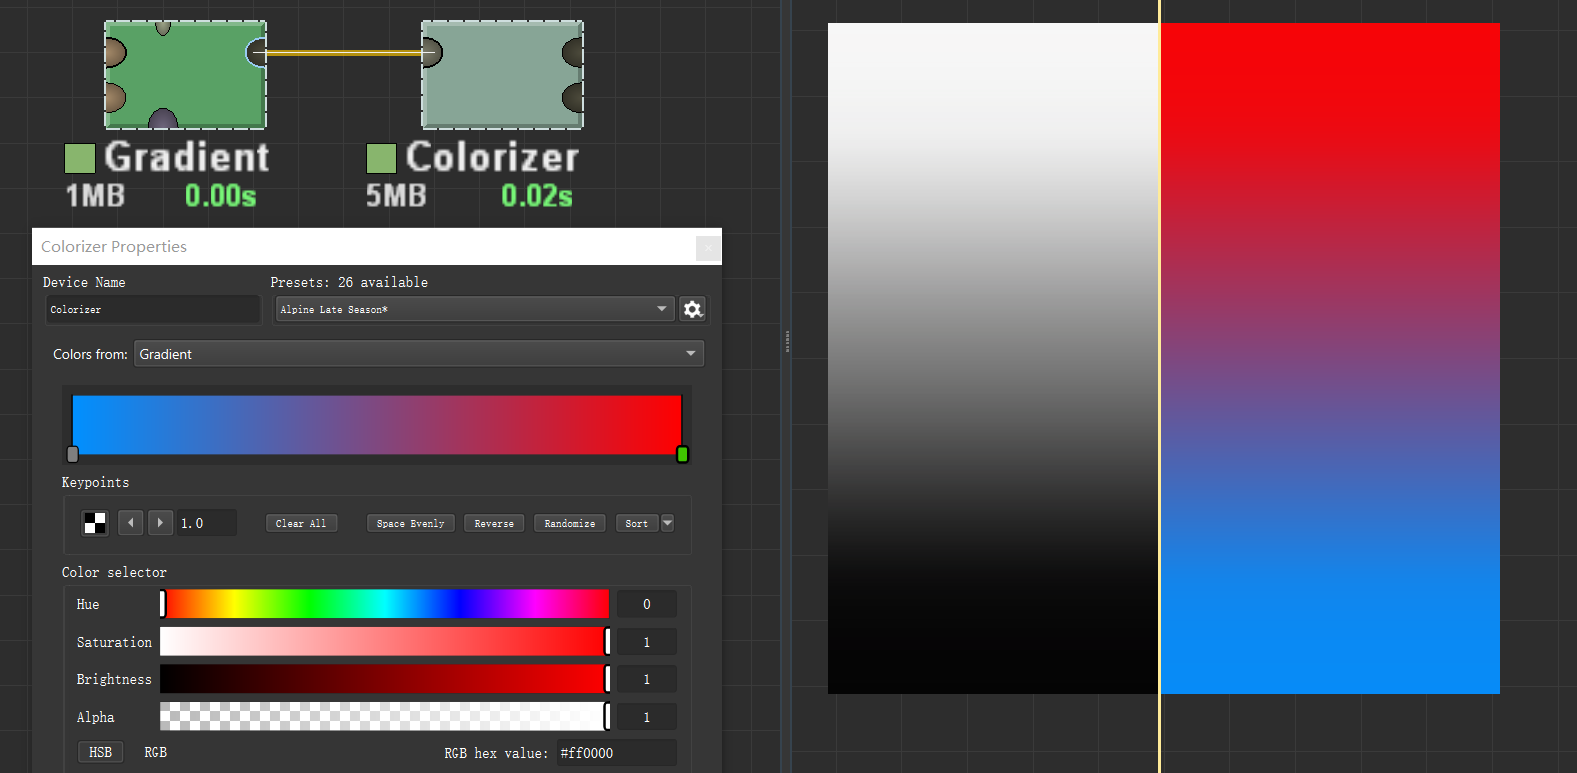 Gradient
1MB 0.00s
Colorizer
5MB 0.02s
Colorizer Properties
Device Name
Presets: 26 available
Colorizer
Alpine Late Season*
Colors from: Gradient
Keypoints
1.0
Clear All
Space Evenly
Reverse
Randomize
Sort
Color selector
Hue 0
Saturation 1
Brightness 1
Alpha 1
HSB RGB RGB hex value: #ff0000